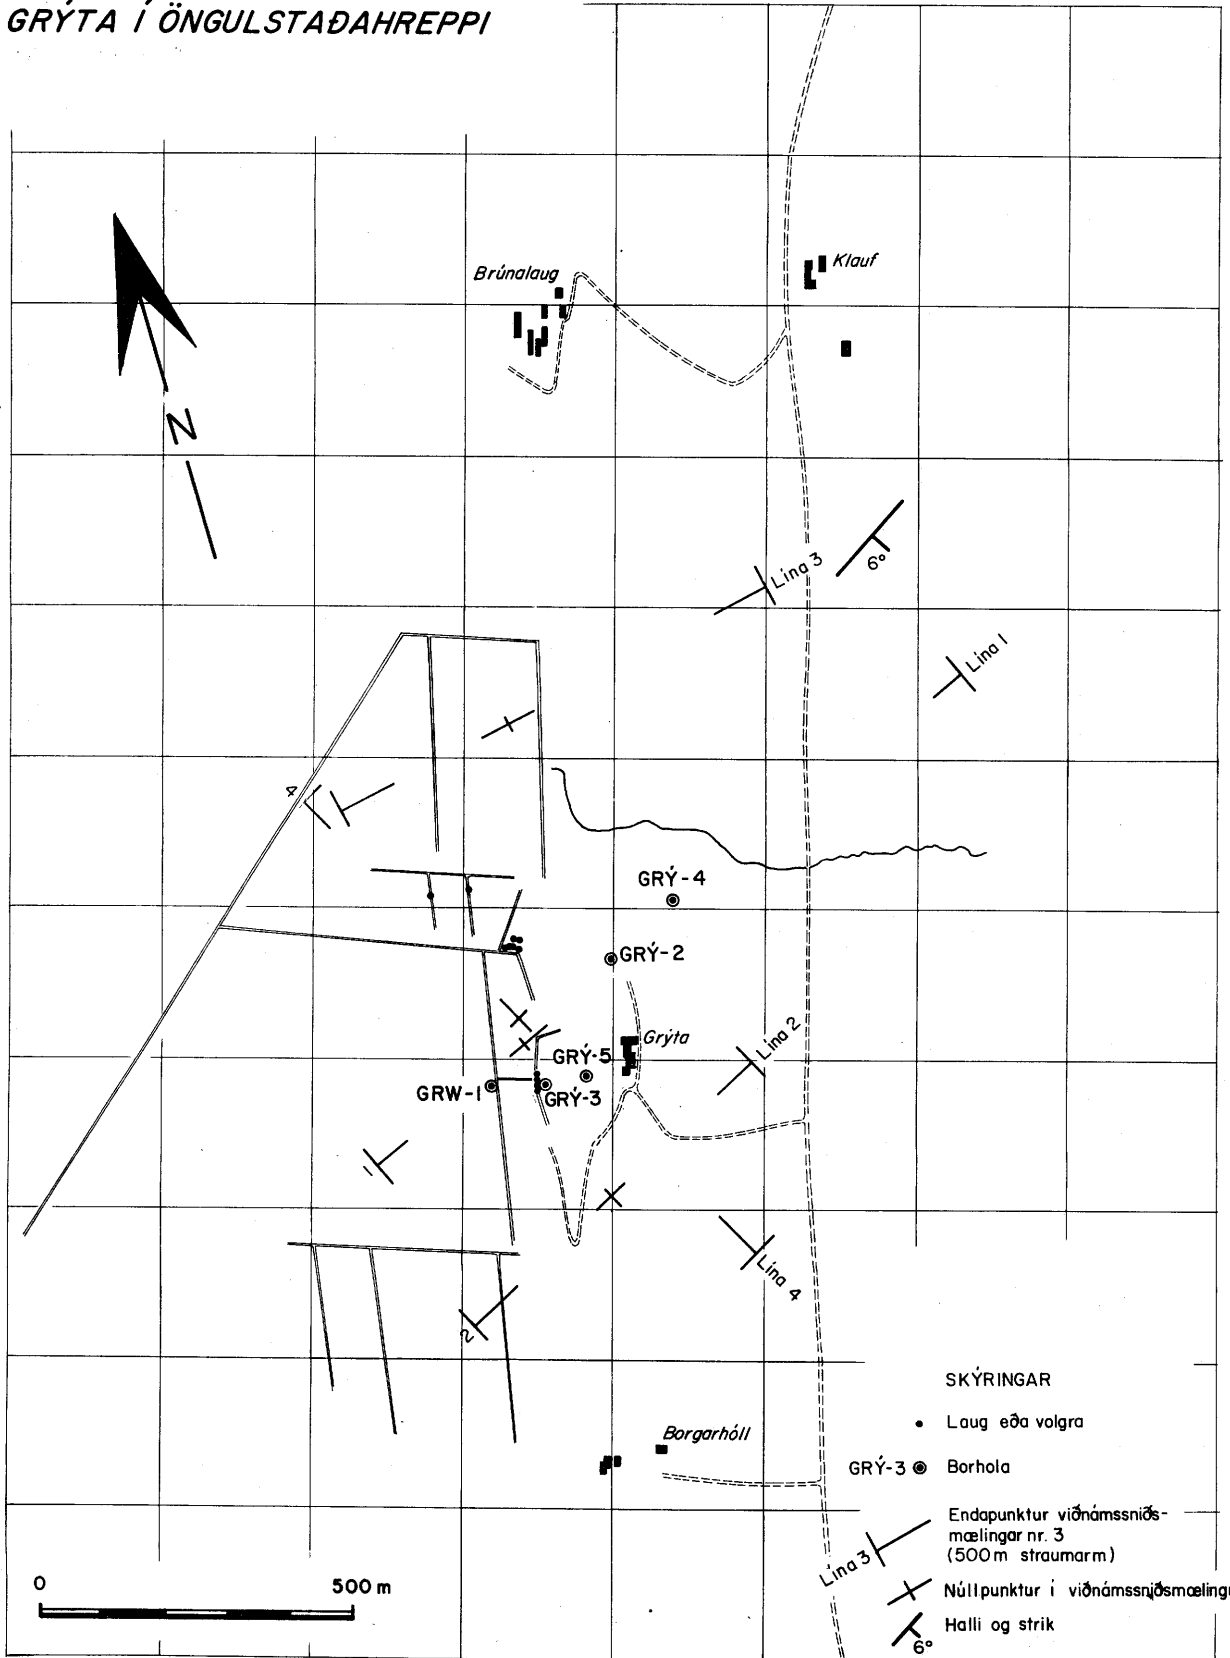 GRÝTA Í ÖNGULSTAÐAHREPPI
N
Brúnalaug
Klauf
6°
Lína 3
Lína 1
4
GRÝ-4
GRÝ-2
Grýta
Lína 2
GRÝ-5
GRW-1
GRÝ-3
1
Lína 4
2
Borgarhóll
SKÝRINGAR
Laug eða volgra
GRÝ-3 Borhola
Endapunktur viðnámssniðs-
mælingar nr. 3
(500m straumarm)
Lína 3
Núllpunktur í viðnámssniðsmælingu
Halli og strik
6°
0 500 m